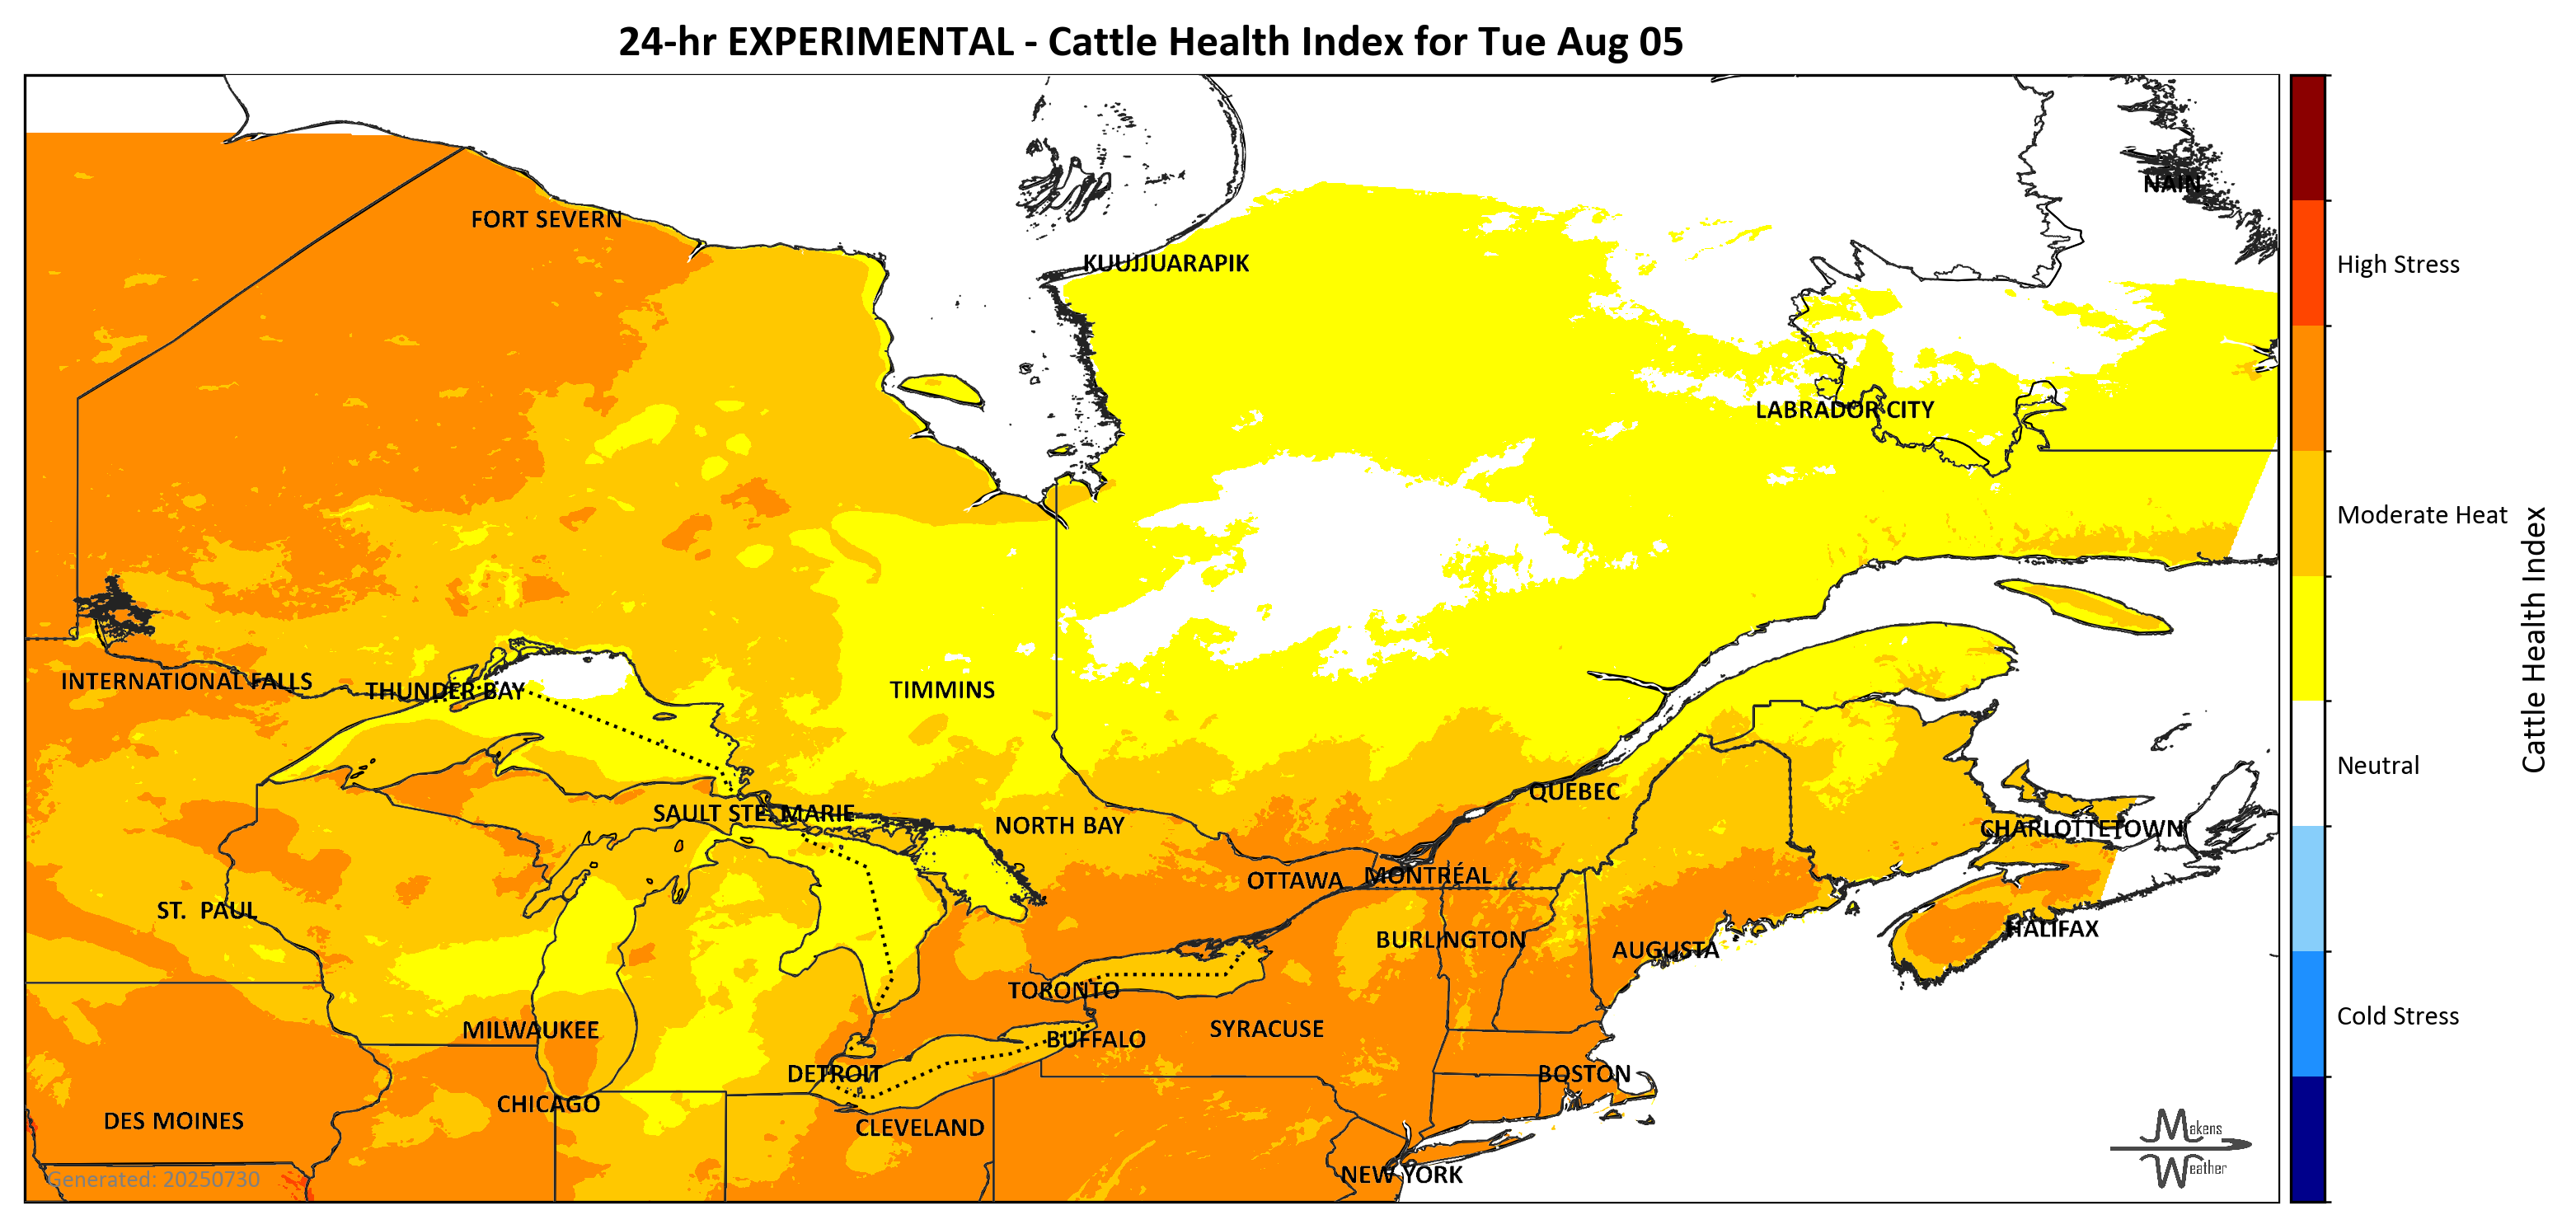 24-hr EXPERIMENTAL - Cattle Health Index for Tue Aug 05
NAIN
FORT SEVERN
KUUJJUARAPIK
High Stress
LABRADOR CITY
Moderate Heat
Cattle Health Index
INTERNATIONAL FALLS
THUNDER BAY
TIMMINS
Neutral
QUEBEC
SAULT STE. MARIE
NORTH BAY
CHARLOTTETOWN
OTTAWA
MONTRÉAL
ST. PAUL
HALIFAX
BURLINGTON
AUGUSTA
TORONTO
Cold Stress
MILWAUKEE
SYRACUSE
BUFFALO
DETROIT
BOSTON
CHICAGO
DES MOINES
CLEVELAND
Makens
Weather
NEW YORK
Generated: 20250730